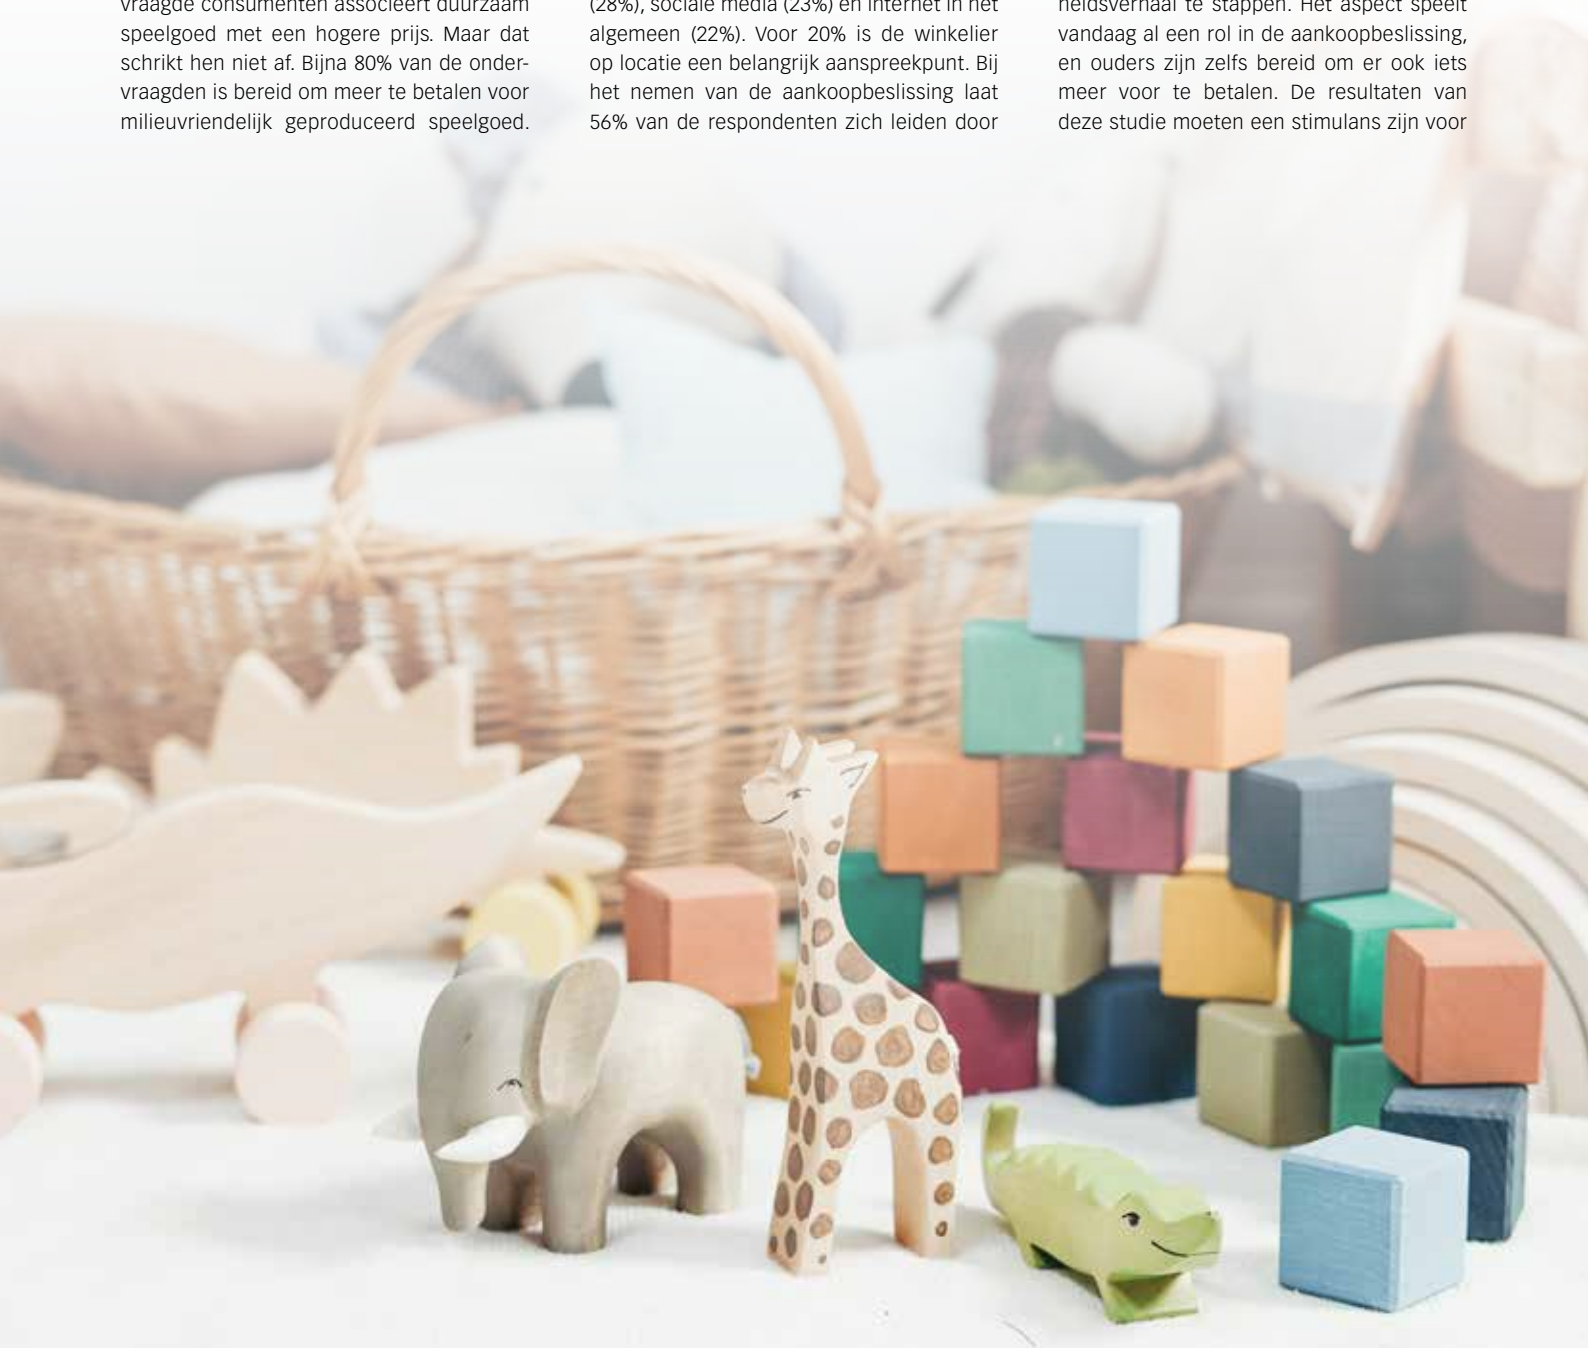 vraagde consumenten associeert duurzaam
speelgoed met een hogere prijs. Maar dat
schrikt hen niet af. Bijna 80% van de onder-
vraagden is bereid om meer te betalen voor
milieuvriendelijk geproduceerd speelgoed.
(28%), sociale media (23%) en internet in het
algemeen (22%). Voor 20% is de winkelier
op locatie een belangrijk aanspreekpunt. Bij
het nemen van de aankoopbeslissing laat
56% van de respondenten zich leiden door
heidsverhaal te stappen. Het aspect speelt
vandaag al een rol in de aankoopbeslissing,
en ouders zijn zelfs bereid om er ook iets
meer voor te betalen. De resultaten van
deze studie moeten een stimulans zijn voor